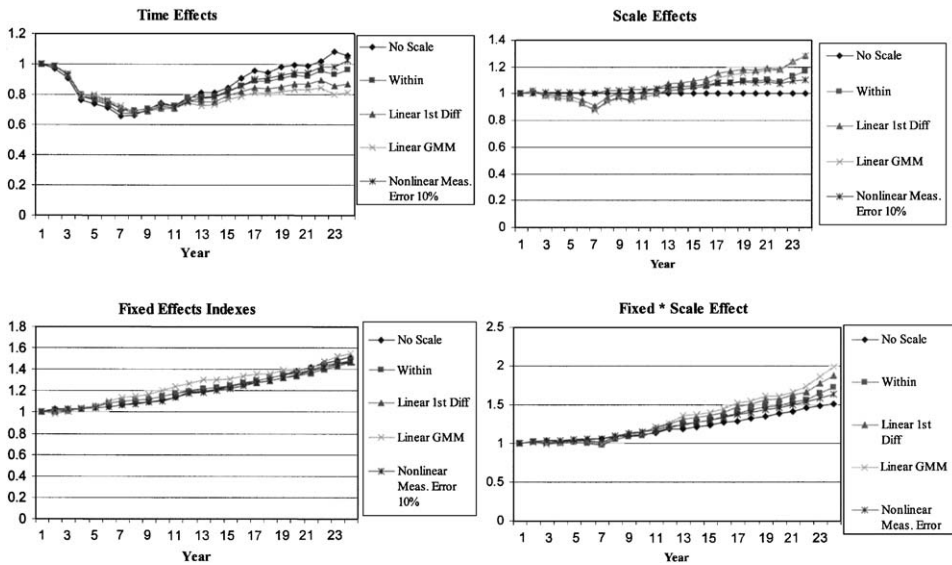 Time Effects
1.2
1
0.8
0.6
0.4
0.2
0
1 3 5 7 9 11 13 15 17 19 21 23
Year
No Scale
Within
Linear 1st Diff
Linear GMM
Nonlinear Meas.
Error 10%
Scale Effects
1.4
1.2
1
0.8
0.6
0.4
0.2
0
1 3 5 7 9 11 13 15 17 19 21 23
Year
No Scale
Within
Linear 1st Diff
Linear GMM
Nonlinear Meas.
Error 10%
Fixed Effects Indexes
1.8
1.6
1.4
1.2
1
0.8
0.6
0.4
0.2
0
1 3 5 7 9 11 13 15 17 19 21 23
Year
No Scale
Within
Linear 1st Diff
Linear GMM
Nonlinear
Meas. Error
10%
Fixed * Scale Effect
2.5
2
1.5
1
0.5
0
1 3 5 7 9 11 13 15 17 19 21 23
Year
No Scale
Within
Linear 1st
Diff
Linear GMM
Nonlinear
Meas. Error